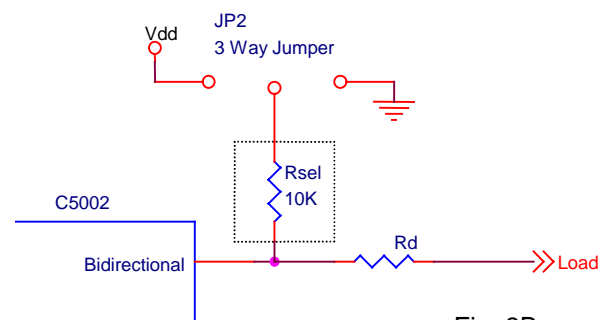 JP2
Vdd
3 Way Jumper
Rsel
10K
C5002
Rd
Bidirectional
Load